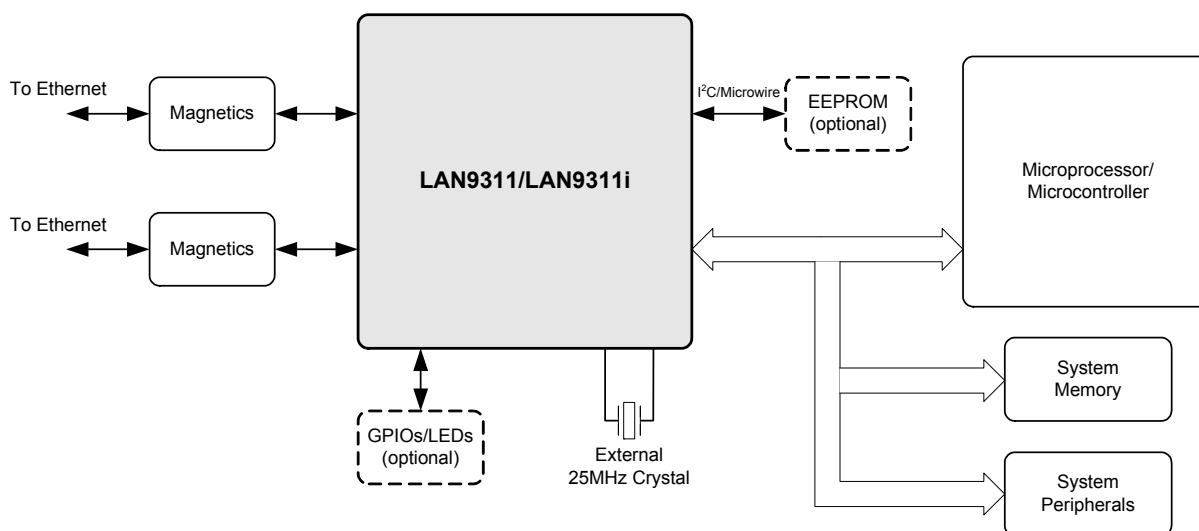 To Ethernet
Magnetics
To Ethernet
Magnetics
LAN9311/LAN9311i
I²C/Microwire
EEPROM
(optional)
Microprocessor/
Microcontroller
GPIOs/LEDs
(optional)
External
25MHz Crystal
System
Memory
System
Peripherals